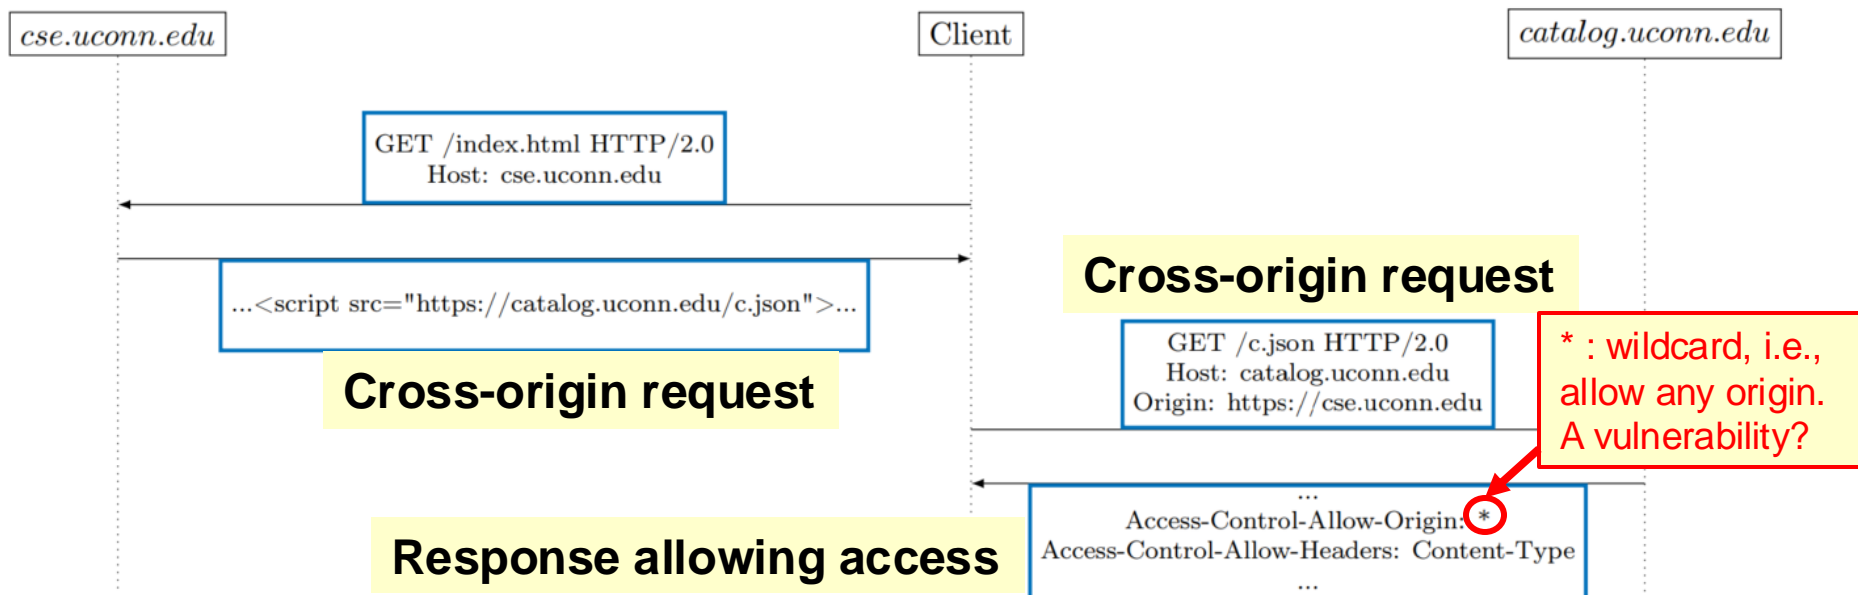 cse.uconn.edu
Client
catalog.uconn.edu
GET /index.html HTTP/2.0
Host: cse.uconn.edu
...<script src="https://catalog.uconn.edu/c.json">...
Cross-origin request
Cross-origin request
GET /c.json HTTP/2.0
Host: catalog.uconn.edu
Origin: https://cse.uconn.edu
* : wildcard, i.e.,
allow any origin.
A vulnerability?
Response allowing access
...
Access-Control-Allow-Origin: *
Access-Control-Allow-Headers: Content-Type
...